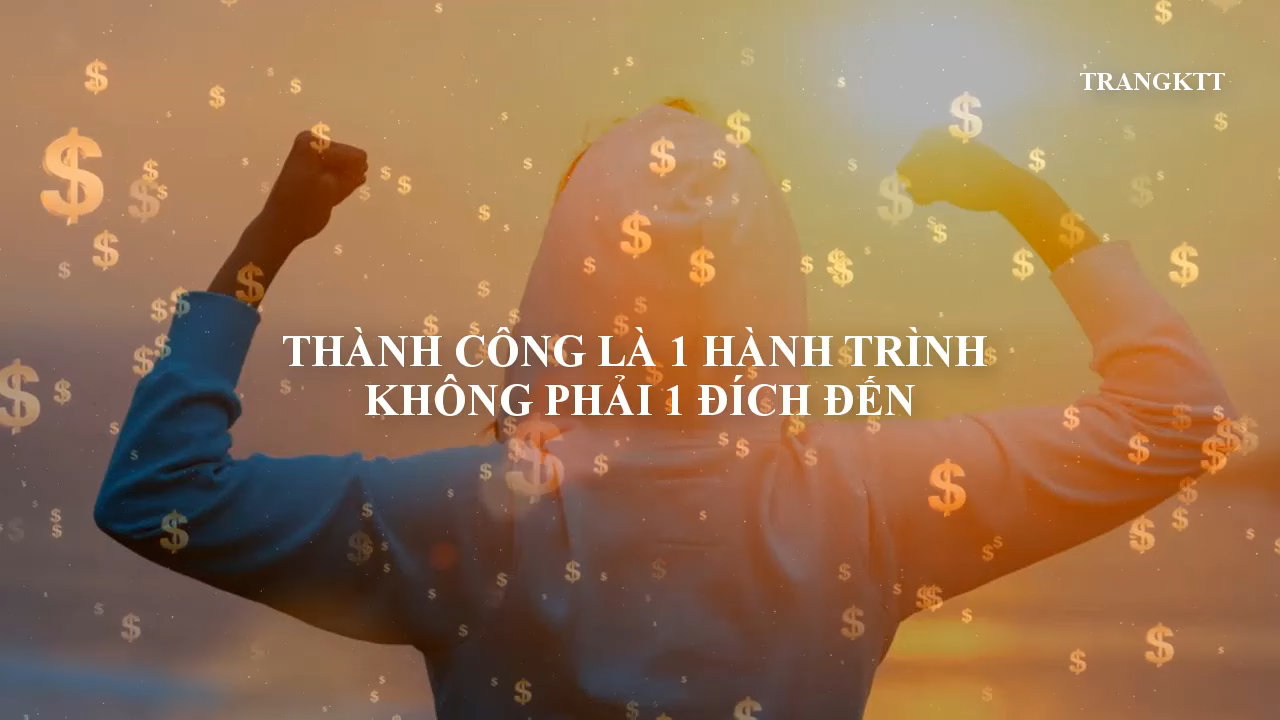 TRANGKTT
THÀNH CÔNG LÀ 1 HÀNH TRÌNH
KHÔNG PHẢI 1 ĐÍCH ĐẾN